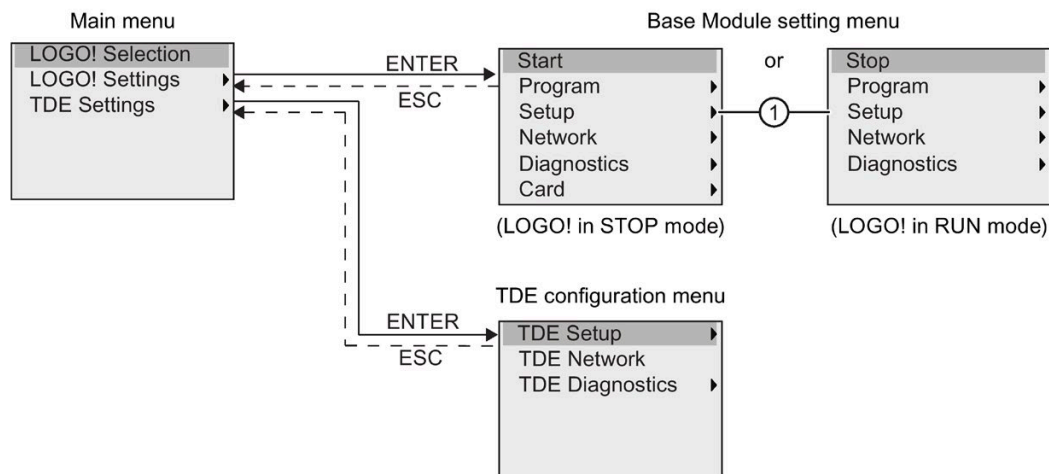 Main menu
LOGO! Selection
LOGO! Settings
TDE Settings
ENTER
ESC
Base Module setting menu
Start
Program
Setup
Network
Diagnostics
Card
(LOGO! in STOP mode)
or
1
Stop
Program
Setup
Network
Diagnostics
(LOGO! in RUN mode)
TDE configuration menu
ENTER
ESC
TDE Setup
TDE Network
TDE Diagnostics